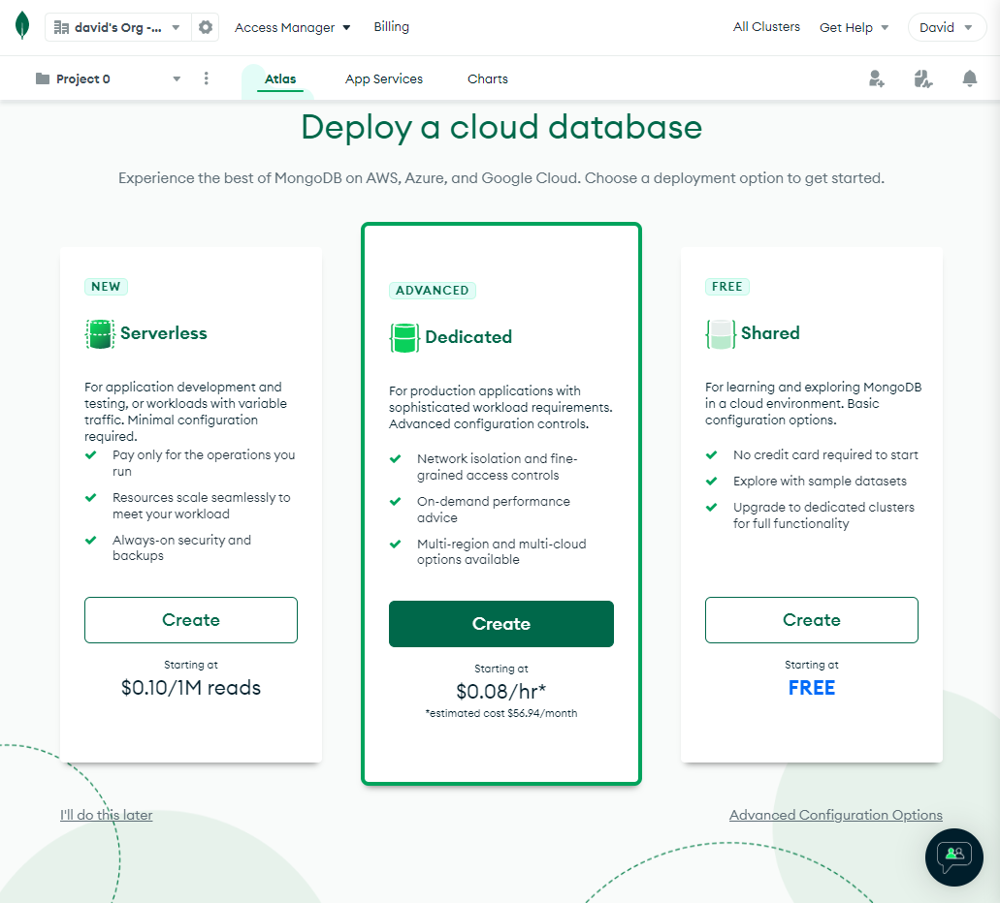 david's Org -...
Access Manager
Billing
All Clusters
Get Help
David
Project 0
Atlas
App Services
Charts
Deploy a cloud database
Experience the best of MongoDB on AWS, Azure, and Google Cloud. Choose a deployment option to get started.
NEW
Serverless
For application development and
testing, or workloads with variable
traffic. Minimal configuration
required.
Pay only for the operations you
run
Resources scale seamlessly to
meet your workload
Always-on security and
backups
Create
Starting at
$0.10/1M reads
ADVANCED
Dedicated
For production applications with
sophisticated workload requirements.
Advanced configuration controls.
Network isolation and fine-
grained access controls
On-demand performance
advice
Multi-region and multi-cloud
options available
Create
Starting at
$0.08/hr*
*estimated cost $56.94/month
FREE
Shared
For learning and exploring MongoDB
in a cloud environment. Basic
configuration options.
No credit card required to start
Explore with sample datasets
Upgrade to dedicated clusters
for full functionality
Create
Starting at
FREE
I'll do this later
Advanced Configuration Options